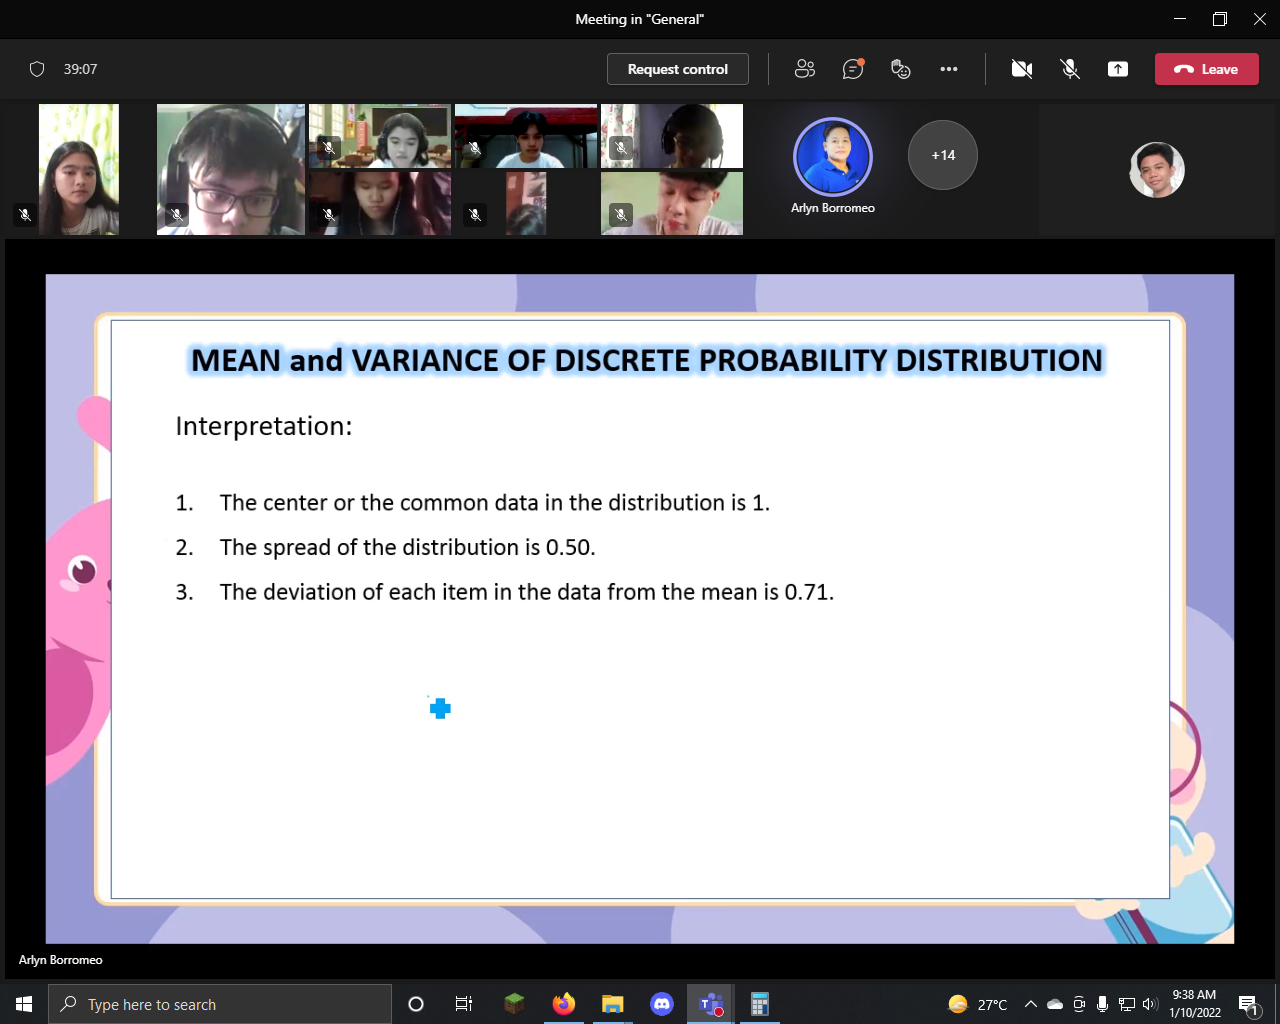 Meeting in "General"
39:07
Request control
Leave
+14
Arlyn Borromeo
MEAN and VARIANCE OF DISCRETE PROBABILITY DISTRIBUTION
Interpretation:
1. The center or the common data in the distribution is 1.
2. The spread of the distribution is 0.50.
3. The deviation of each item in the data from the mean is 0.71.
Arlyn Borromeo
Type here to search
T
27°C
9:38 AM
1/10/2022
1